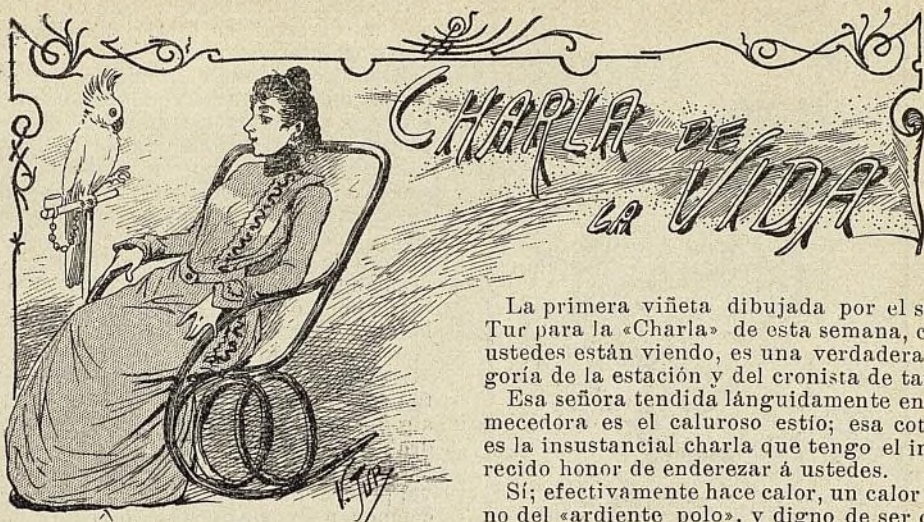 CHARLA DE
LA VIDA
V. TUR
La primera viñeta dibujada por el s
Tur para la «Charla» de esta semana, c
ustedes están viendo, es una verdadera
goría de la estación y del cronista de ta
Esa señora tendida lánguidamente en
mecedora es el caluroso estío; esa cot
es la insustancial charla que tengo el in
recido honor de enderezar á ustedes.
Sí; efectivamente hace calor, un calor
no del «ardiente polo», y digno de ser c